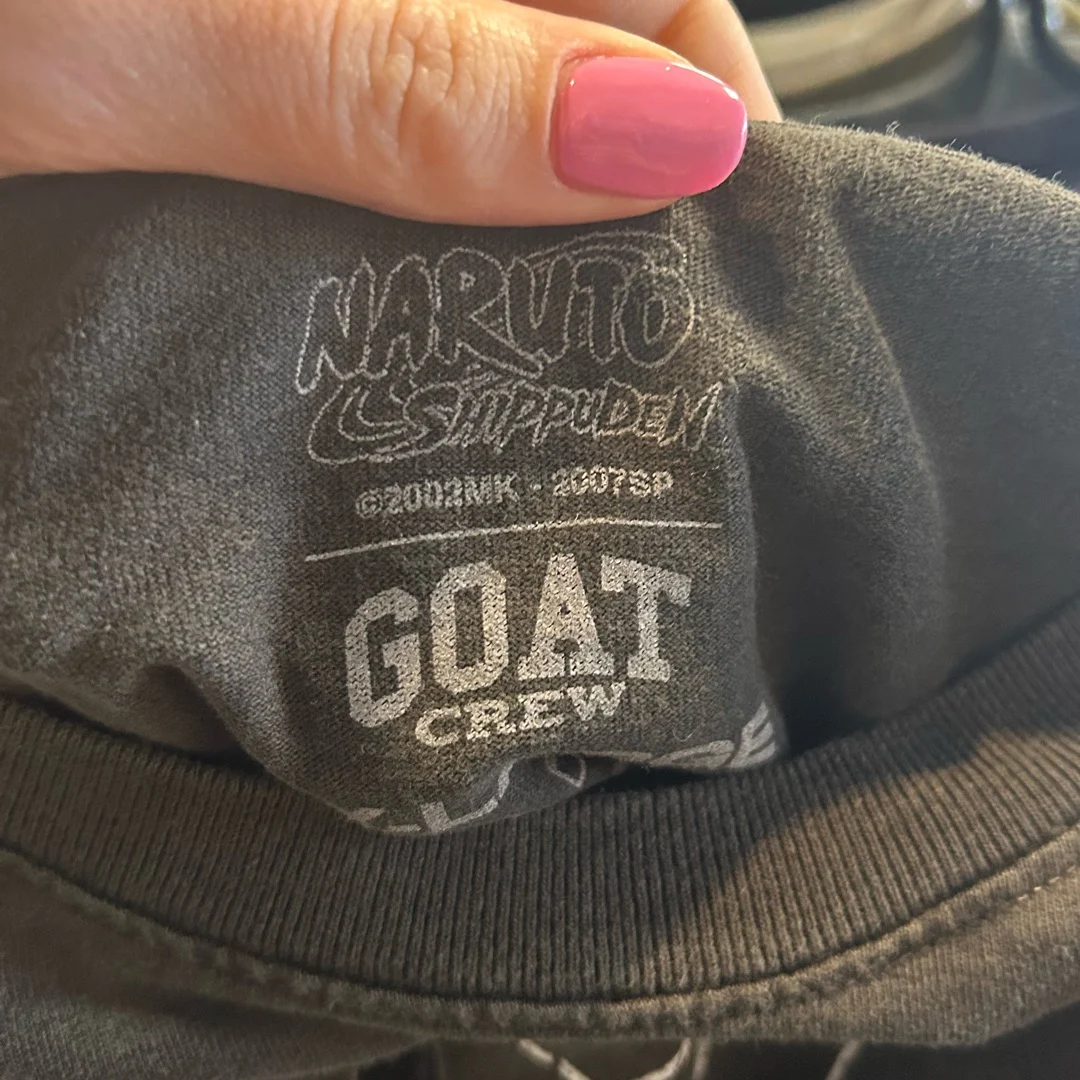 NARUTO
SHIPPUDEN
©2002MK - 2007SP
GOAT
CREW